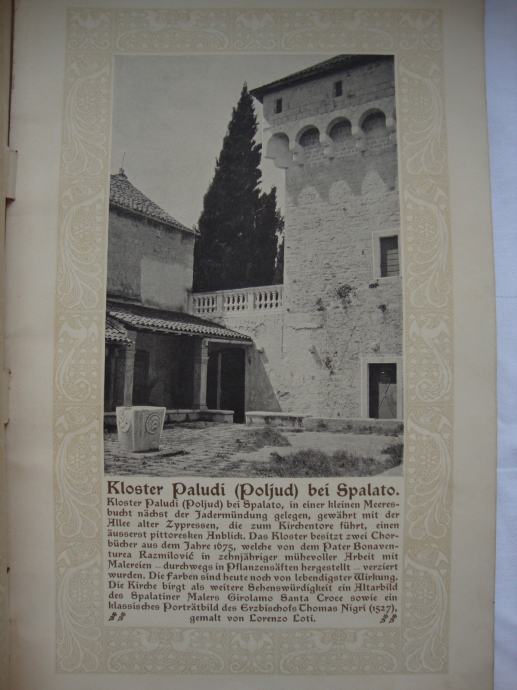 Kloster Paludi (Poljud) bei Spalato.
Kloster Paludi (Poljud) bei Spalato, in einer kleinen Meeres-
bucht nächst der Jadermündung gelegen, gewährt mit der
Allee alter Zypressen, die zum Kirchentore führt, einen
äusserst pittoresken Anblick. Das Kloster besitzt zwei Chor-
bücher aus dem Jahre 1675, welche von dem Pater Bonaven-
turea Razmilović in zehnjähriger mühevoller Arbeit mit
Malereien – durchwegs in Pflanzensäften hergestellt – verziert
wurden. Die Farben sind heute noch von lebendigster Wirkung.
Die Kirche birgt als weitere Sehenswürdigkeit ein Altarbild
des Spalatiner Malers Girolamo Santa Croce sowie ein
klassisches Porträtbild des Erzbischofs Thomas Nigri (1527),
gemalt von Lorenzo Loti.